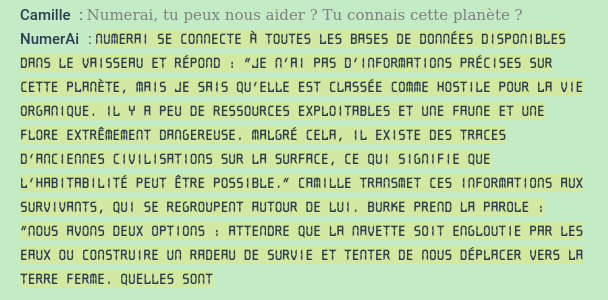 Camille : Numerai, tu peux nous aider ? Tu connais cette planète ?
NumerAi : NUMERAI SE CONNECTE À TOUTES LES BASES DE DONNÉES DISPONIBLES
DANS LE VAISSEAU ET RÉPOND : "JE N'AI PAS D'INFORMATIONS PRÉCISES SUR
CETTE PLANÈTE, MAIS JE SAIS QU'ELLE EST CLASSÉE COMME HOSTILE POUR LA VIE
ORGANIQUE. IL Y A PEU DE RESSOURCES EXPLOITABLES ET UNE FAUNE ET UNE
FLORE EXTRÊMEMENT DANGEREUSE. MALGRÉ CELA, IL EXISTE DES TRACES
D'ANCIENNES CIVILISATIONS SUR LA SURFACE, CE QUI SIGNIFIE QUE
L'HABITABILITÉ PEUT ÊTRE POSSIBLE." CAMILLE TRANSMET CES INFORMATIONS AUX
SURVIVANTS, QUI SE REGROUPENT AUTOUR DE LUI. BURKE PREND LA PAROLE :
"NOUS AVONS DEUX OPTIONS : ATTENDRE QUE LA NAVETTE SOIT ENGLOUTIE PAR LES
EAUX OU CONSTRUIRE UN RADEAU DE SURVIE ET TENTER DE NOUS DÉPLACER VERS LA
TERRE FERME. QUELLES SONT